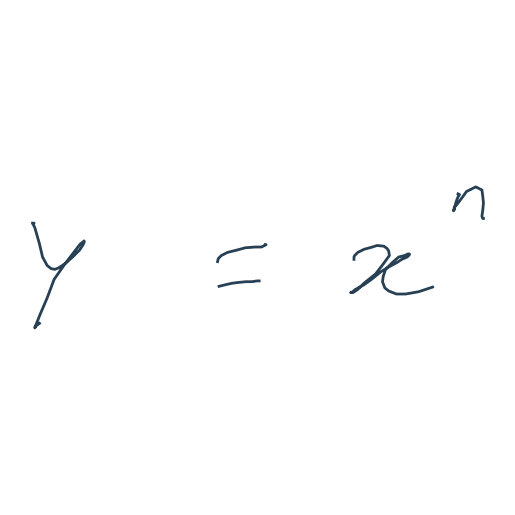 y = x^n